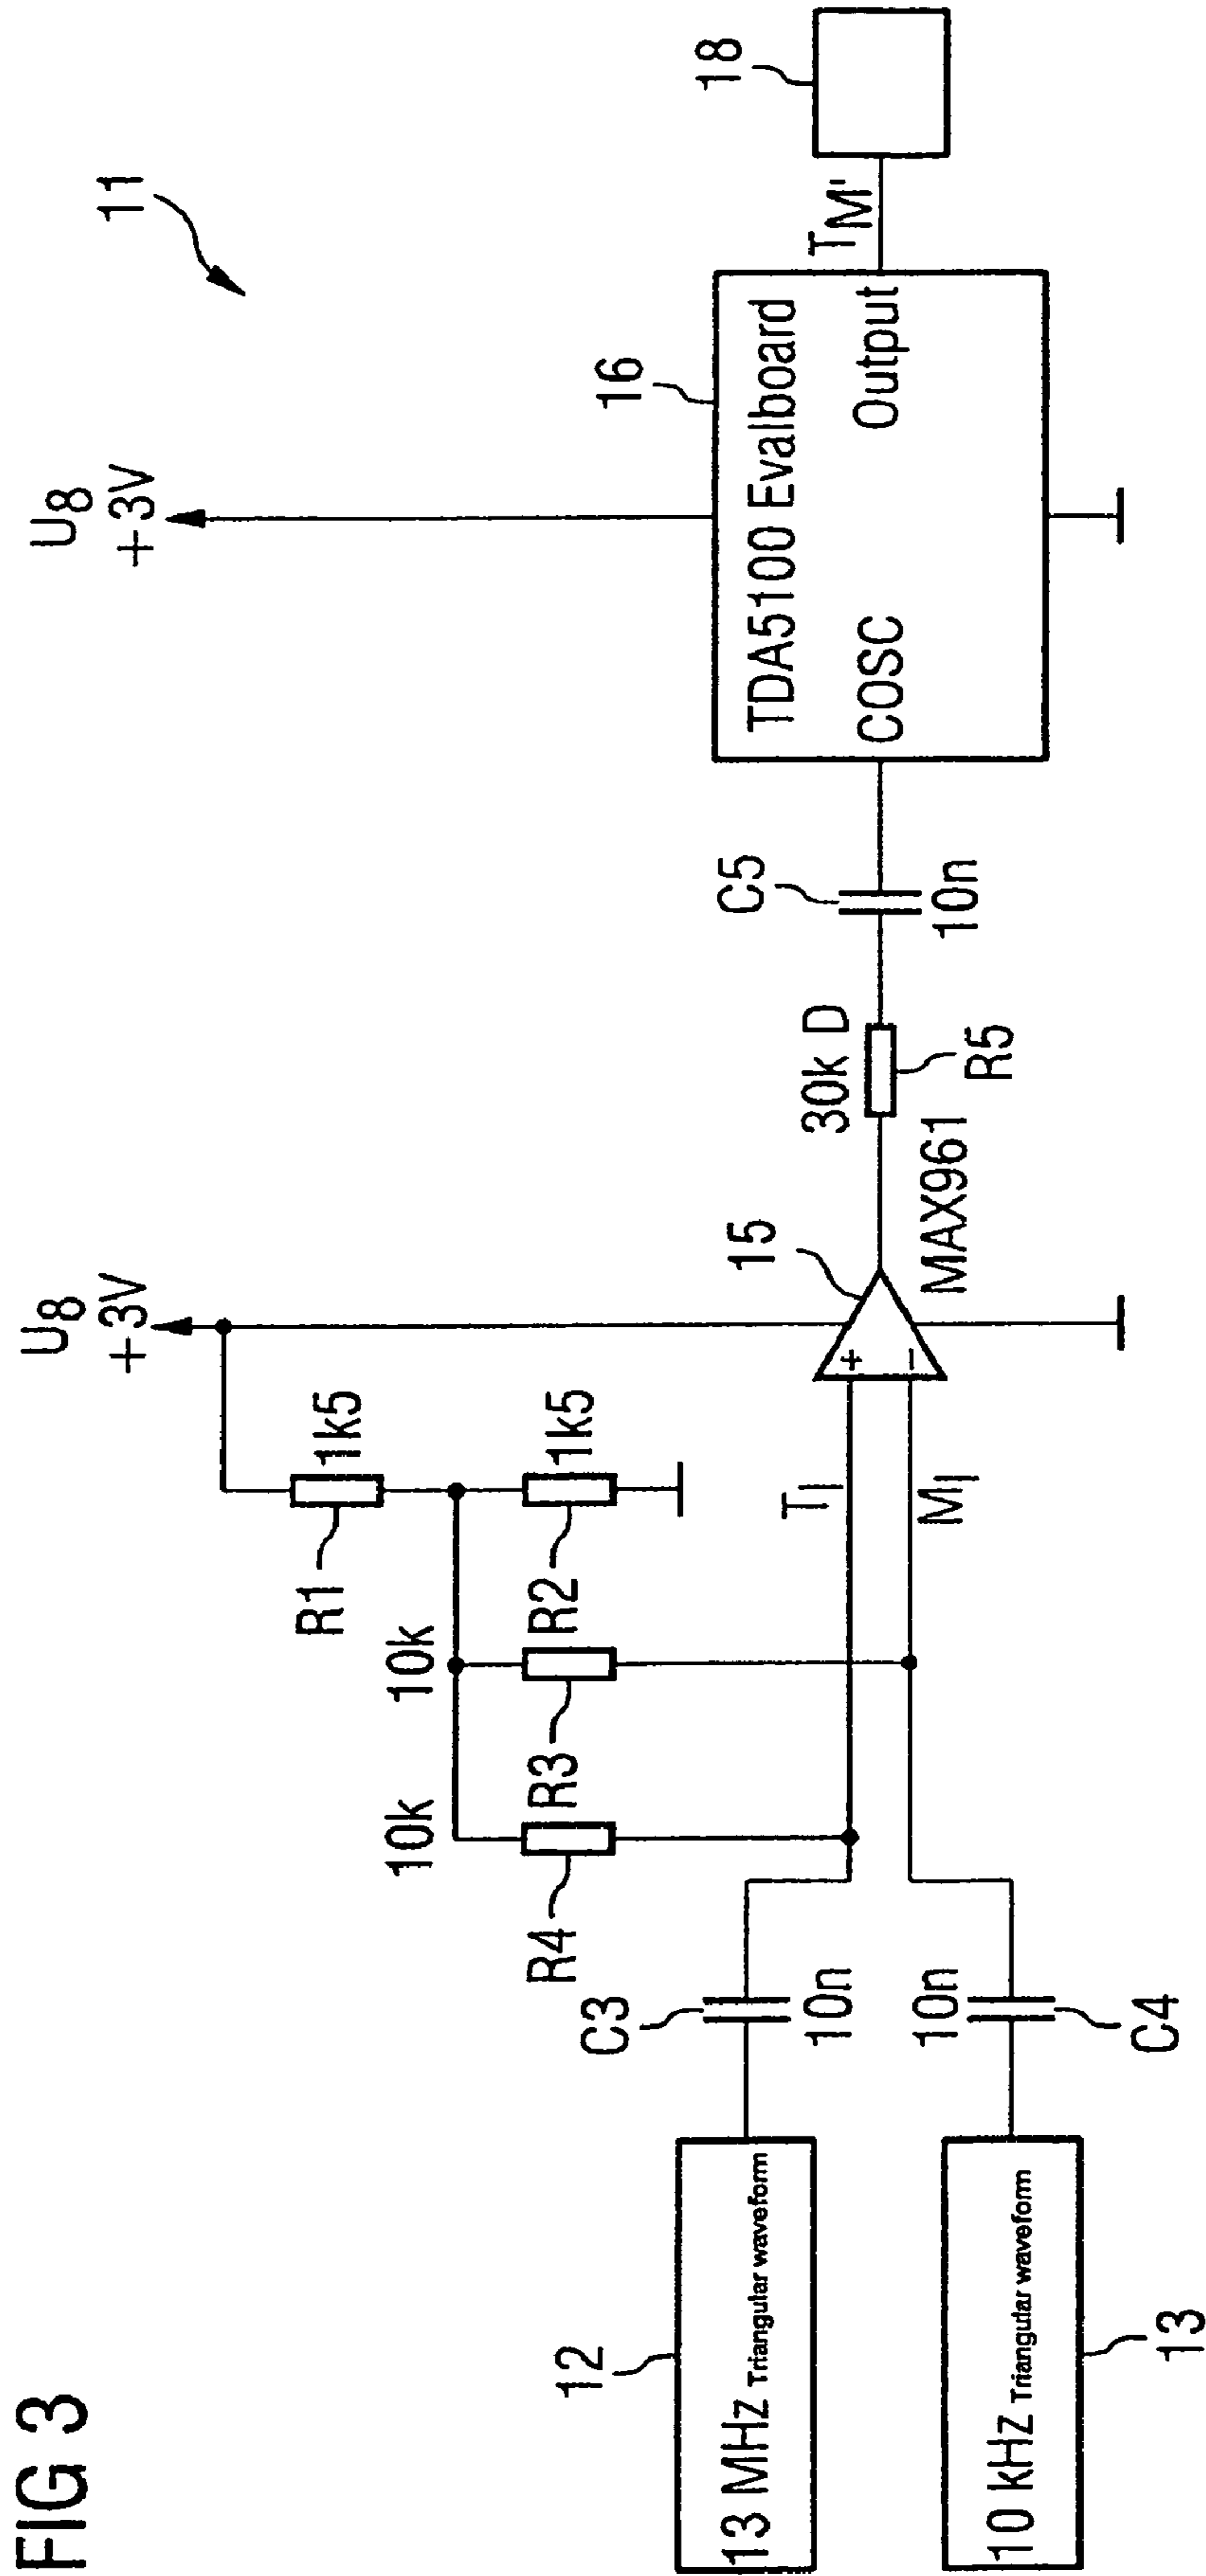 FIG 3
11
U8
+3V
U8
+3V
R1
1k5
10k
10k
R4
R3
R2
1k5
12
13 MHz Triangular waveform
C3
10n
TI
15
MAX961
30k D
R5
C5
10n
16
TDA5100 Evalboard
COSC
Output
TM'
18
+
-
MI
10n
C4
10 kHz Triangular waveform
13